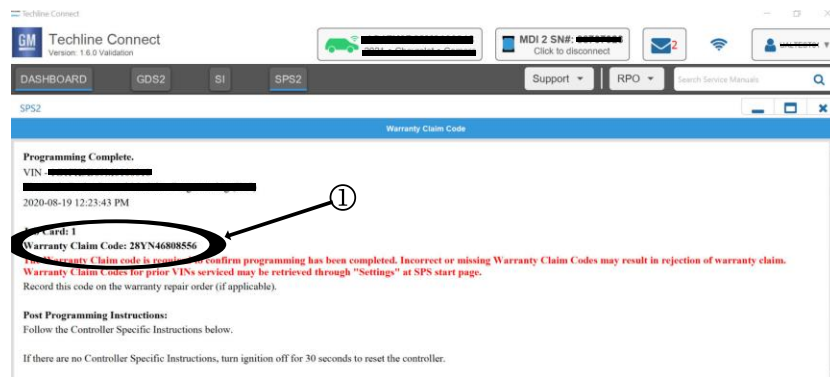 Techline Connect
GM
Techline Connect
Version: 1.6.0 Validation
MDI 2 SN#:
Click to disconnect
2
DASHBOARD GDS2 SI SPS2 Support RPO Search Service Manuals
SPS2
Warranty Claim Code
Programming Complete.
VIN -
2020-08-19 12:23:43 PM
①
Card: 1
Warranty Claim Code: 28YN46808556
The Warranty Claim code is required to confirm programming has been completed. Incorrect or missing Warranty Claim Codes may result in rejection of warranty claim.
Warranty Claim Codes for prior VINs serviced may be retrieved through "Settings" at SPS start page.
Record this code on the warranty repair order (if applicable).
Post Programming Instructions:
Follow the Controller Specific Instructions below.
If there are no Controller Specific Instructions, turn ignition off for 30 seconds to reset the controller.